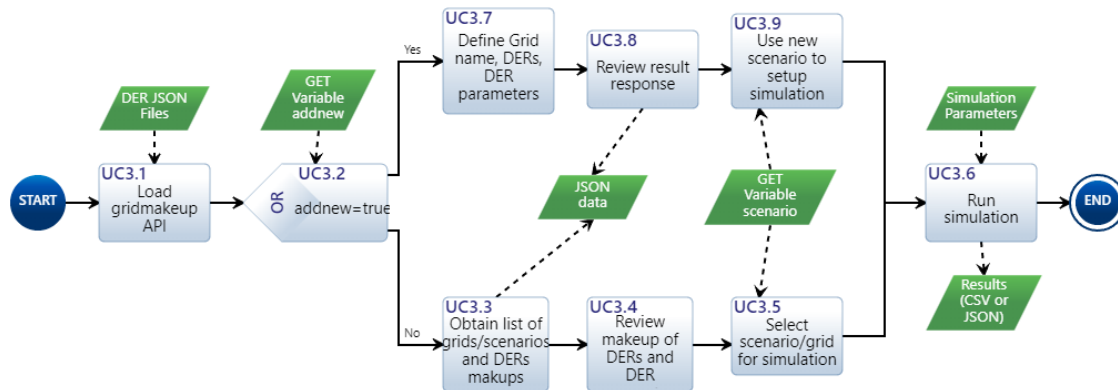 START
DER JSON
Files
UC3.1
Load
gridmakeup
API
GET
Variable
addnew
OR
UC3.2
addnew=true
Yes
UC3.7
Define Grid
name, DERs,
DER
parameters
UC3.8
Review result
response
UC3.9
Use new
scenario to
setup
simulation
JSON
data
GET
Variable
scenario
No
UC3.3
Obtain list of
grids/scenarios
and DERs
makups
UC3.4
Review
makeup of
DERs and
DER
UC3.5
Select
scenario/grid
for simulation
Simulation
Parameters
UC3.6
Run
simulation
Results
(CSV or
JSON)
END